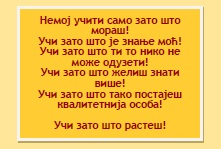 Немој учити само зато што
мораш!
Учи зато што је знање моћ!
Учи зато што ти то нико не
може одузети!
Учи зато што желиш знати
више!
Учи зато што тако постајеш
квалитетнија особа!
Учи зато што растеш!